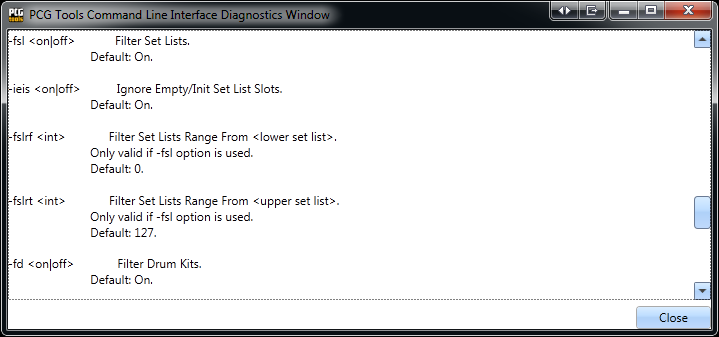 PCG Tools Command Line Interface Diagnostics Window
-fsl <on|off> Filter Set Lists.
Default: On.
-ieis <on|off> Ignore Empty/Init Set List Slots.
Default: On.
-fslrf <int> Filter Set Lists Range From <lower set list>.
Only valid if -fsl option is used.
Default: 0.
-fslrt <int> Filter Set Lists Range From <upper set list>.
Only valid if -fsl option is used.
Default: 127.
-fd <on|off> Filter Drum Kits.
Default: On.
Close